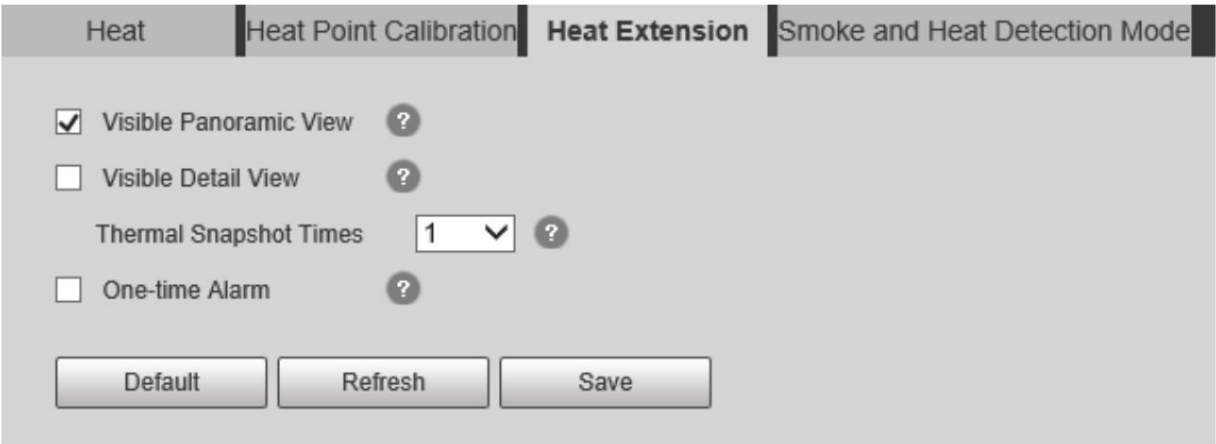 Heat Heat Point Calibration Heat Extension Smoke and Heat Detection Mode
Visible Panoramic View ?
Visible Detail View ?
Thermal Snapshot Times 1 ?
One-time Alarm ?
Default Refresh Save